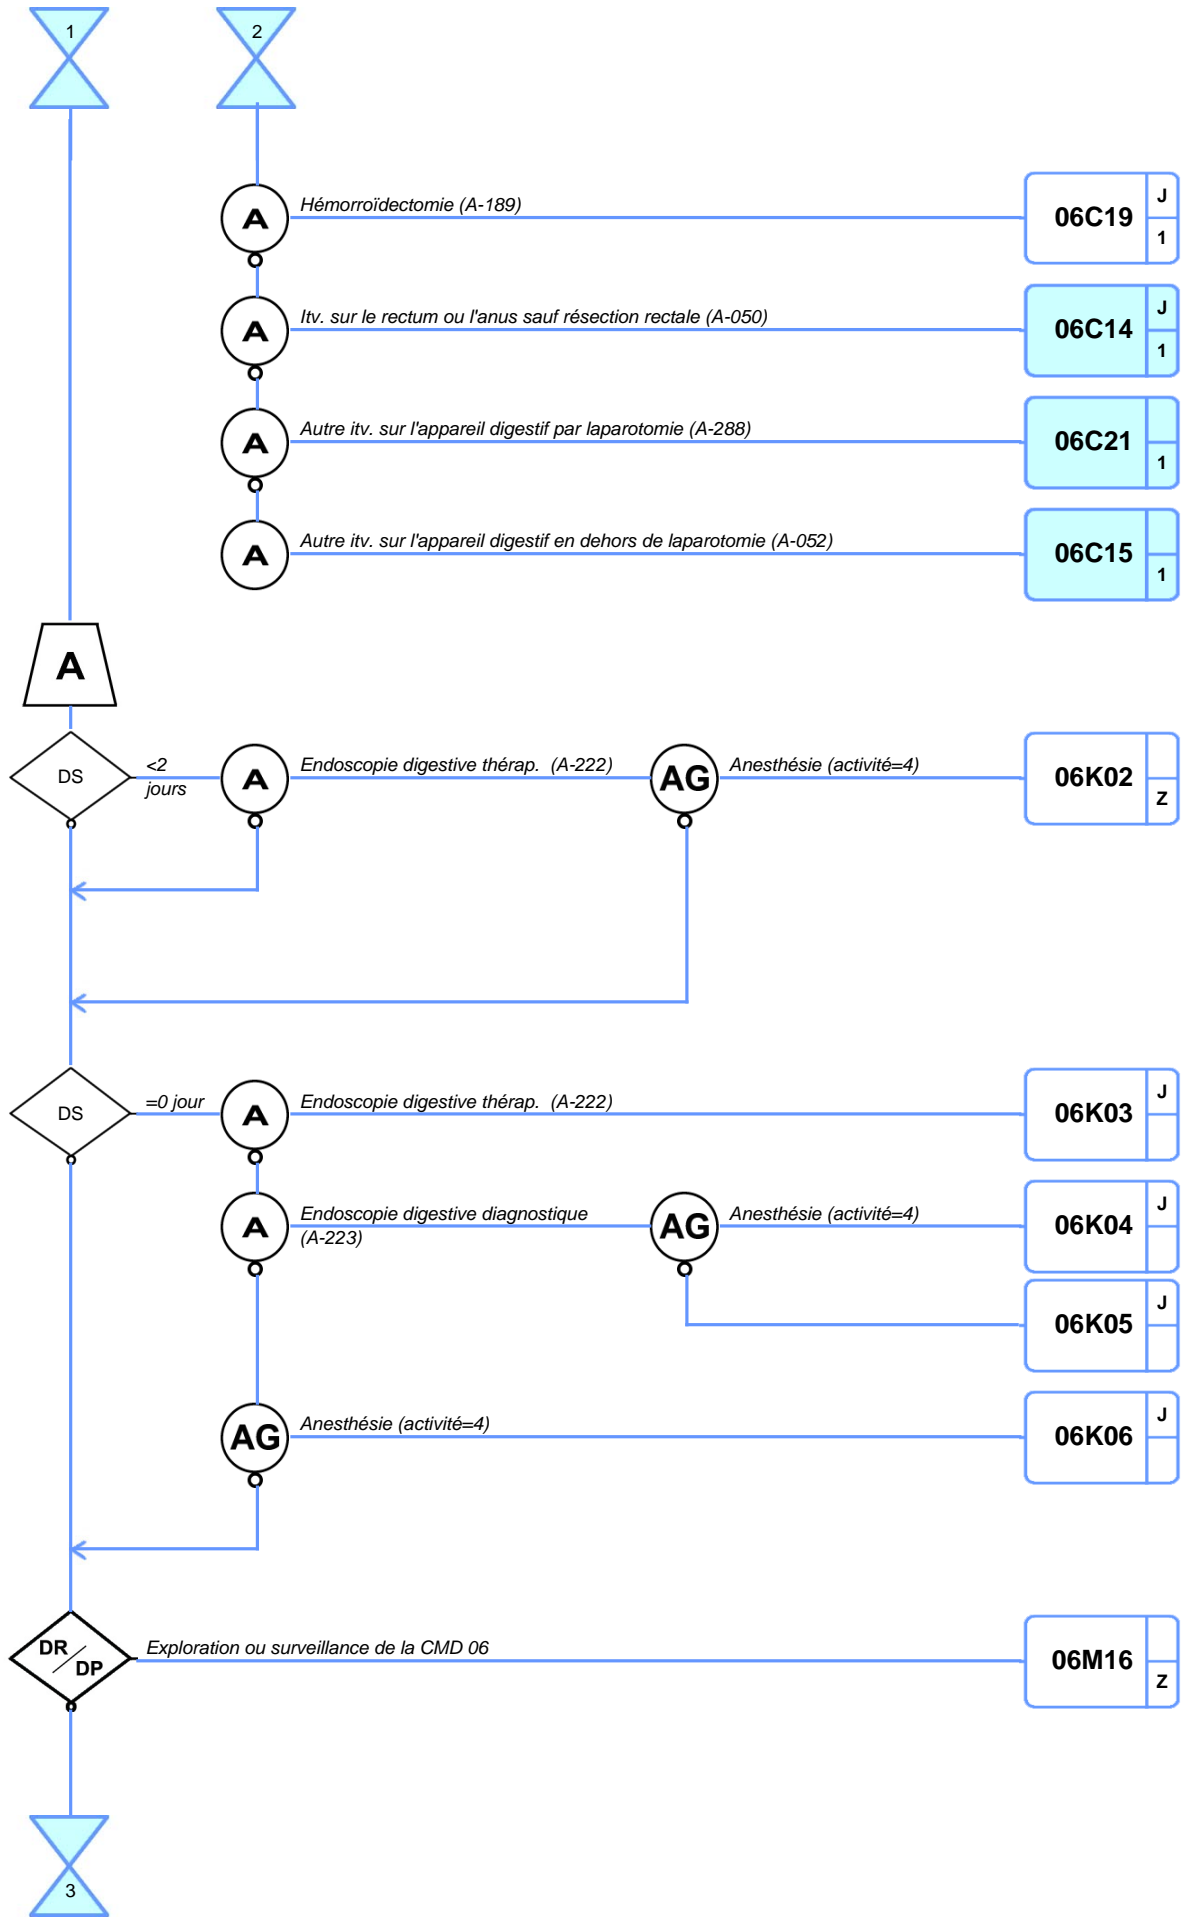 1
2
A
Hémorroïdectomie (A-189)
06C19
J
1
A
Itv. sur le rectum ou l'anus sauf résection rectale (A-050)
06C14
J
1
A
Autre itv. sur l'appareil digestif par laparotomie (A-288)
06C21
1
A
Autre itv. sur l'appareil digestif en dehors de laparotomie (A-052)
06C15
1
A
DS
<2
jours
A
Endoscopie digestive thérap. (A-222)
AG
Anesthésie (activité=4)
06K02
Z
DS
=0 jour
A
Endoscopie digestive thérap. (A-222)
06K03
J
A
Endoscopie digestive diagnostique
(A-223)
AG
Anesthésie (activité=4)
06K04
J
06K05
J
AG
Anesthésie (activité=4)
06K06
J
DR
DP
Exploration ou surveillance de la CMD 06
06M16
Z
3